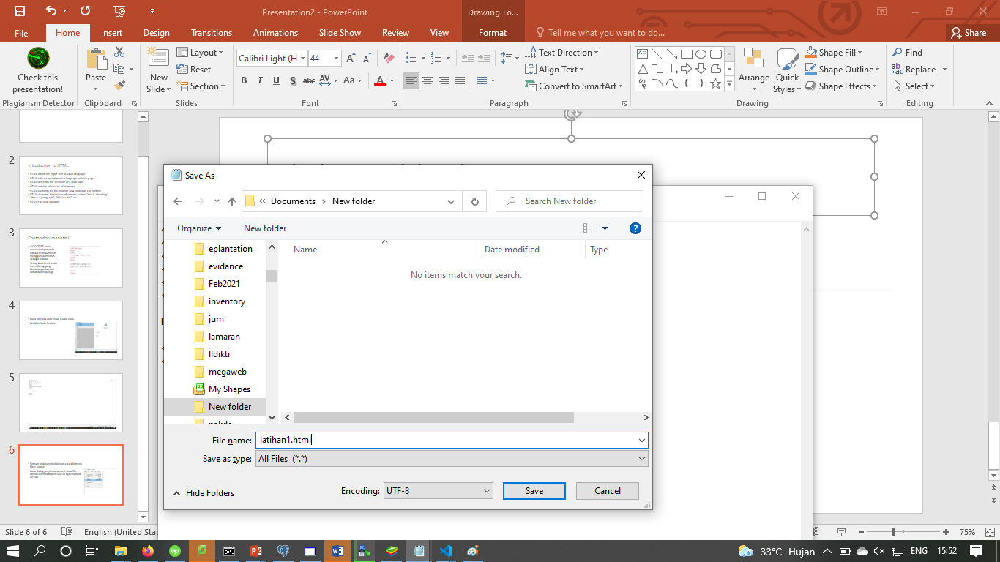 Presentation2 - PowerPoint
Drawing To...
File Home Insert Design Transitions Animations Slide Show Review View Format Tell me what you want to do... Share
Check this presentation!
Paste
New Slide
Layout
Reset
Section
Calibri Light (H 44
B I U S abc AV Aa A
Text Direction
Align Text
Convert to SmartArt
Arrange
Quick Styles
Shape Fill
Shape Outline
Shape Effects
Find
Replace
Select
Plagiarism Detector Clipboard Slides Font Paragraph Drawing Editing
2
Introduction to HTML
3
Contoh dokumen html
4
5
6
Save As
Documents > New folder
Search New folder
Organize New folder
Name Date modified Type
No items match your search.
eplantation
evidance
Feb2021
inventory
jum
lamaran
lldikti
megaweb
My Shapes
New folder
File name: latihan1.html
Save as type: All Files (*.*)
Hide Folders
Encoding: UTF-8
Save Cancel
Slide 6 of 6 English (United Sta
75%
33°C Hujan ENG 15:52